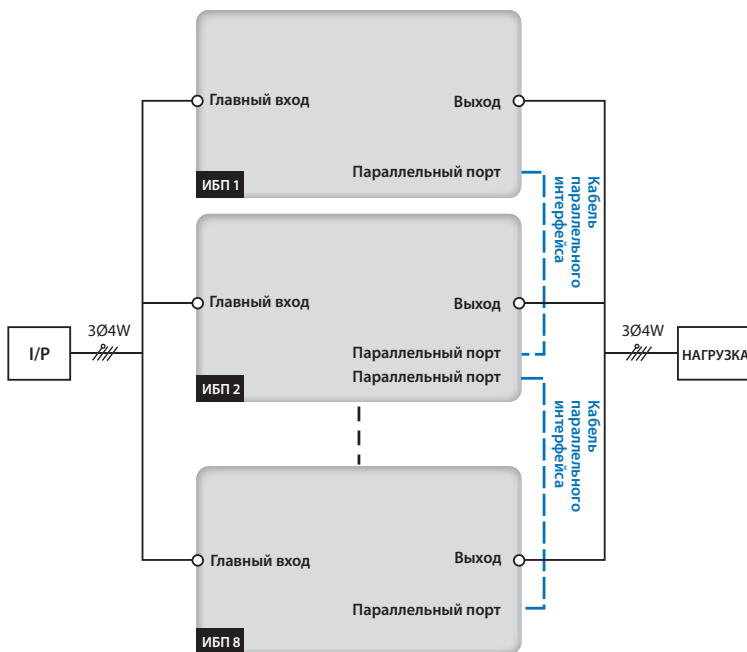 Главный вход
Выход
Параллельный порт
ИБП 1
Кабель
параллельного
интерфейса
Главный вход
Выход
3Ø4W
I/P
3Ø4W
НАГРУЗКА
Параллельный порт
Параллельный порт
ИБП 2
Кабель
параллельного
интерфейса
Главный вход
Выход
Параллельный порт
ИБП 8